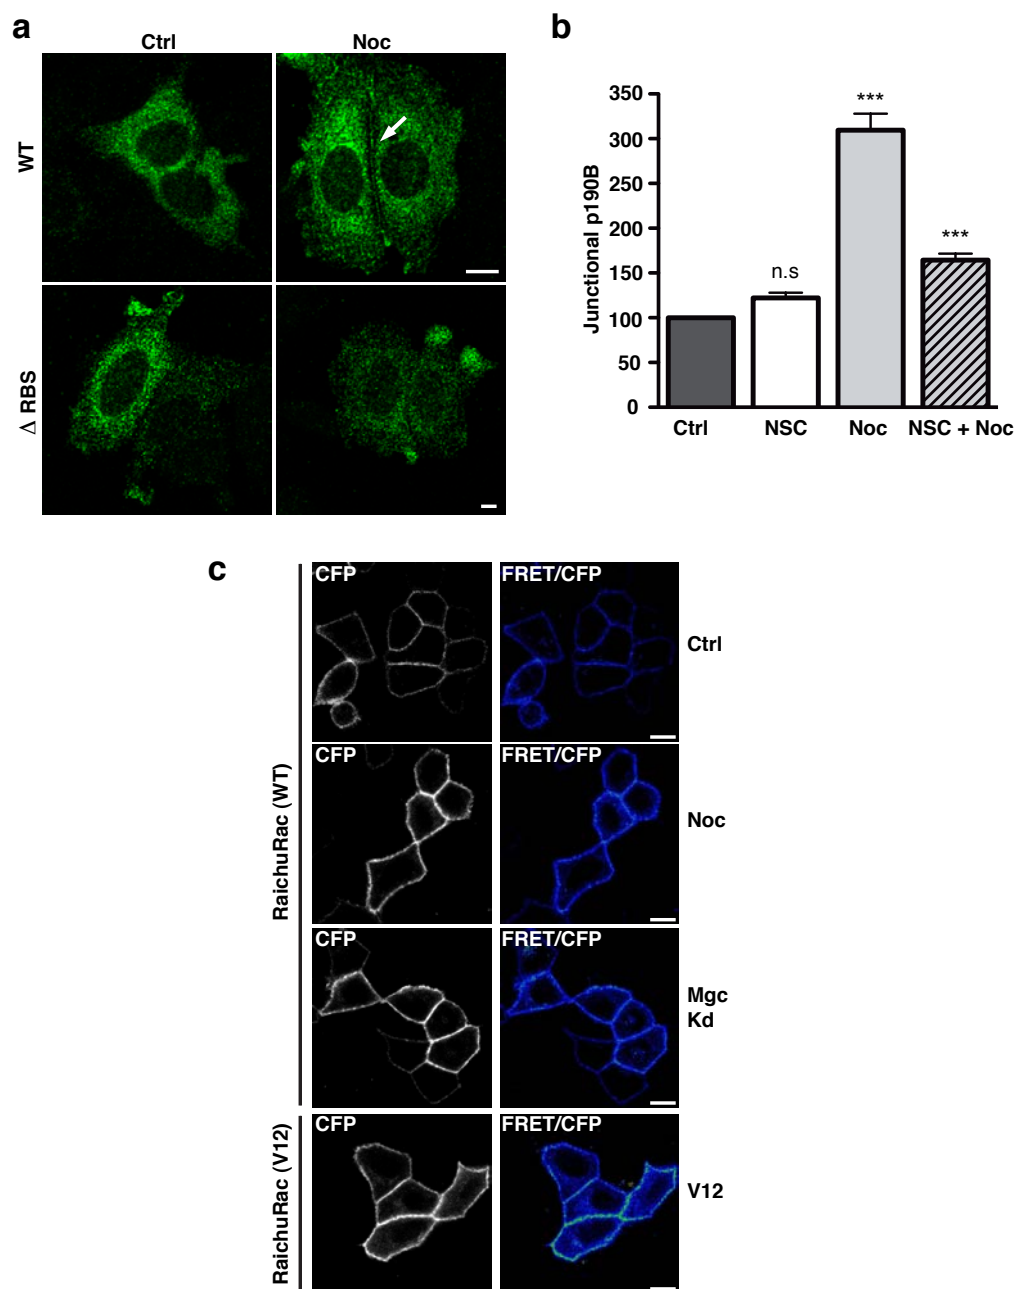 a
Ctrl
Noc
WT
Δ RBS
b
Junctional p190B
350
300
250
200
150
100
50
0
n.s
***
***
Ctrl
NSC
Noc
NSC + Noc
c
RaichuRac (WT)
CFP
FRET/CFP
Ctrl
CFP
FRET/CFP
Noc
CFP
FRET/CFP
Mgc
Kd
RaichuRac (V12)
CFP
FRET/CFP
V12